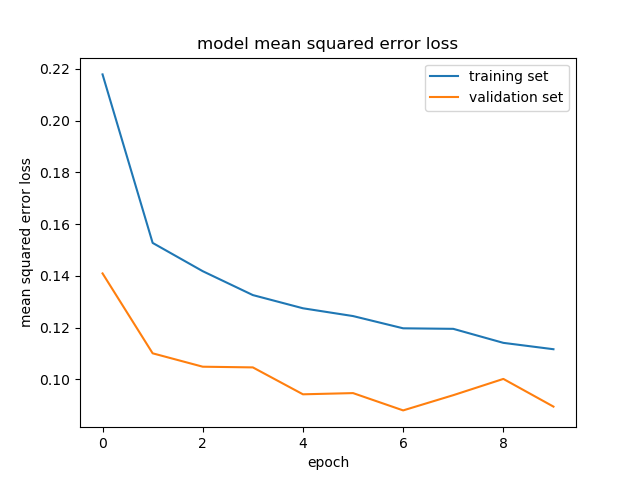 model mean squared error loss
training set
validation set
0.22
0.20
0.18
0.16
0.14
0.12
0.10
mean squared error loss
0 2 4 6 8
epoch